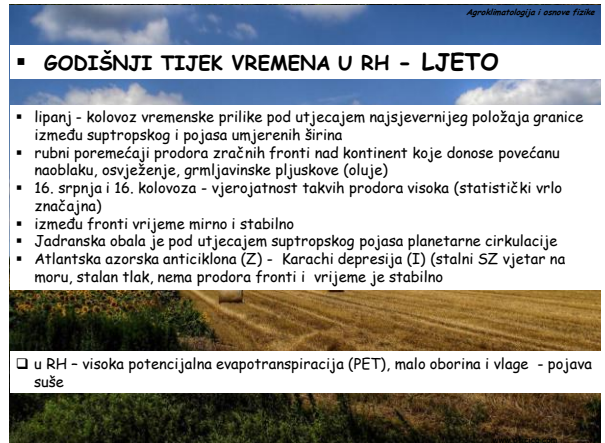 Agroklimatologija i osnove fizike
▪ GODIŠNJI TIJEK VREMENA U RH - LJETO
▪ lipanj - kolovoz vremenske prilike pod utjecajem najsjevernijeg položaja granice
između suptropskog i pojasa umjerenih širina
▪ rubni poremećaji prodora zračnih fronti nad kontinent koje donose povećanu
naoblaku, osvježenje, grmljavinske pljuskove (oluje)
▪ 16. srpnja i 16. kolovoza - vjerojatnost takvih prodora visoka (statistički vrlo
značajna)
▪ između fronti vrijeme mirno i stabilno
▪ Jadranska obala je pod utjecajem suptropskog pojasa planetarne cirkulacije
▪ Atlantska azorska anticiklona (Z) - Karachi depresija (I) (stalni SZ vjetar na
moru, stalan tlak, nema prodora fronti i vrijeme je stabilno
❑ u RH – visoka potencijalna evapotranspiracija (PET), malo oborina i vlage - pojava
suše